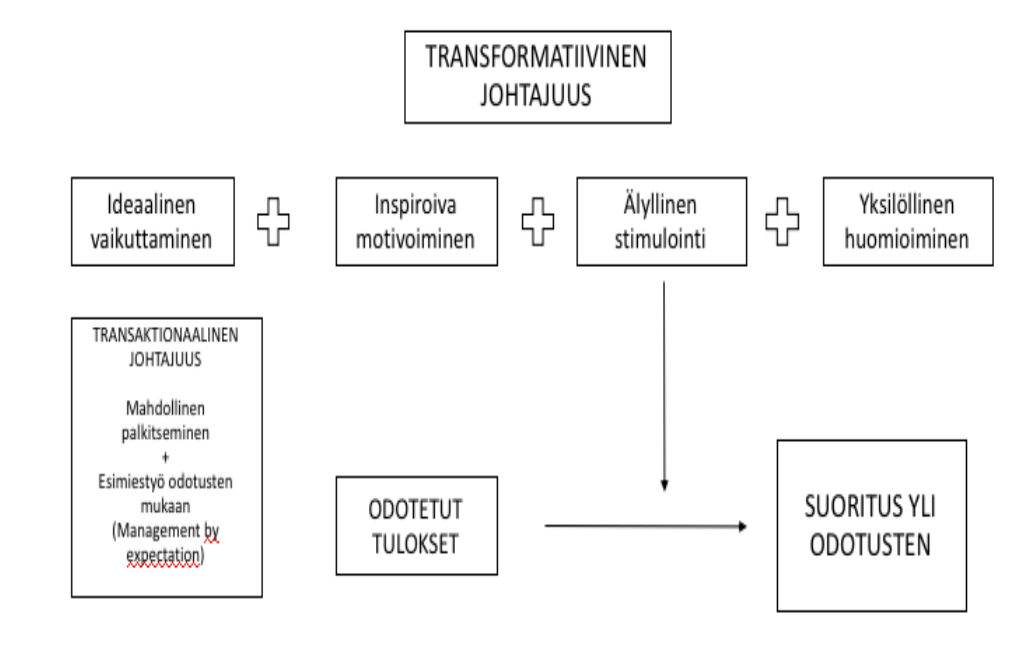 TRANSFORMATIIVINEN
JOHTAJUUS
Ideaalinen
vaikuttaminen
Inspiroiva
motivoiminen
Älyllinen
stimulointi
Yksilöllinen
huomioiminen
TRANSAKTIONAALINEN
JOHTAJUUS
Mahdollinen
palkitseminen
+
Esimiestyö odotusten
mukaan
(Management by
expectation)
ODOTETUT
TULOKSET
SUORITUS YLI
ODOTUSTEN